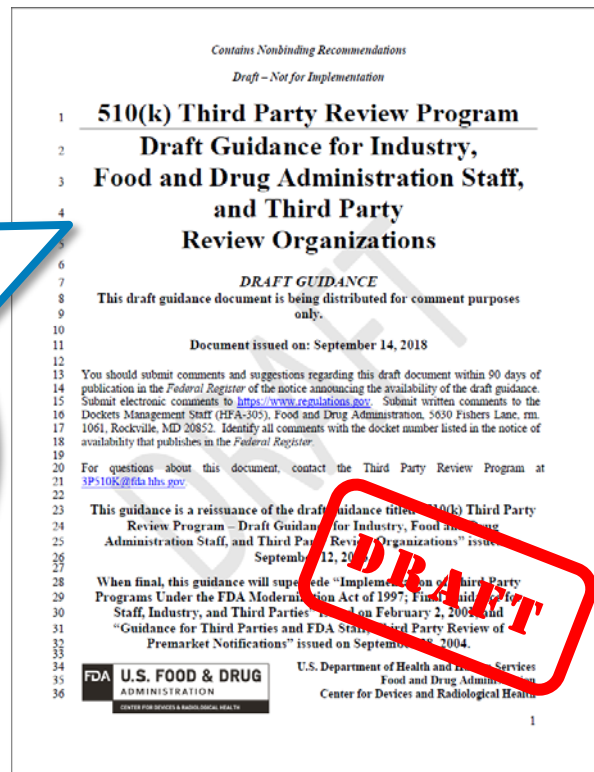 Contains Nonbinding Recommendations
Draft – Not for Implementation
1 510(k) Third Party Review Program
2 Draft Guidance for Industry,
3 Food and Drug Administration Staff,
4 and Third Party
5 Review Organizations
6
7 DRAFT GUIDANCE
8 This draft guidance document is being distributed for comment purposes
9 only.
10
11 Document issued on: September 14, 2018
12
13 You should submit comments and suggestions regarding this draft document within 90 days of
14 publication in the Federal Register of the notice announcing the availability of the draft guidance.
15 Submit electronic comments to https://www.regulations.gov. Submit written comments to the
16 Dockets Management Staff (HFA-305), Food and Drug Administration, 5630 Fishers Lane, rm.
17 1061, Rockville, MD 20852. Identify all comments with the docket number listed in the notice of
18 availability that publishes in the Federal Register.
19
20 For questions about this document, contact the Third Party Review Program at
21 3P510K@fda.hhs.gov
22
23 This guidance is a reissuance of the draft guidance titled 510(k) Third Party
24 Review Program – Draft Guidance for Industry, Food and Drug
25 Administration Staff, and Third Party Review Organizations” issued
26 September 12,
27
28 When final, this guidance will supersede “Implementation of Third Party
29 Programs Under the FDA Modernization Act of 1997; Final Guidance for
30 Staff, Industry, and Third Parties” on February 2, and
31 “Guidance for Third Parties and FDA Staff; Third Party Review of
32 Premarket Notifications” issued on September 28, 2004.
33
34 U.S. Department of Health and Human Services
35 Food and Drug Administration
36 Center for Devices and Radiological Health
FDA U.S. FOOD & DRUG
ADMINISTRATION
CENTER FOR DEVICES & RADIOLOGICAL HEALTH
1
DRAFT
DRAFT